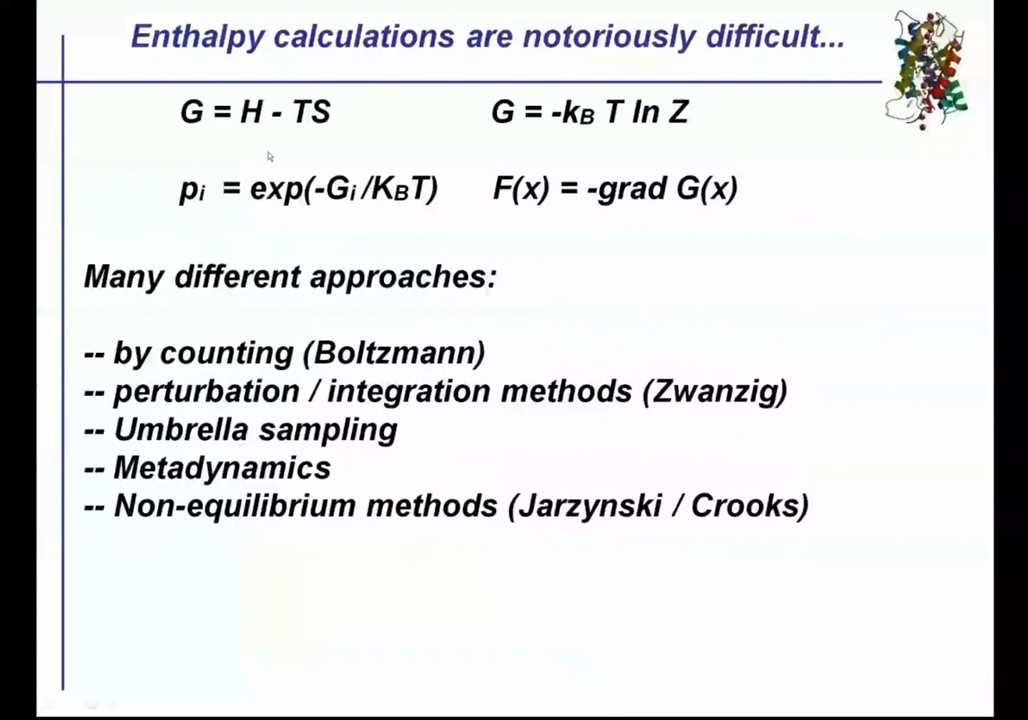 Enthalpy calculations are notoriously difficult...
G = H - TS
G = -kB T ln Z
pi = exp(-Gi /KBT)
F(x) = -grad G(x)
Many different approaches:
-- by counting (Boltzmann)
-- perturbation / integration methods (Zwanzig)
-- Umbrella sampling
-- Metadynamics
-- Non-equilibrium methods (Jarzynski / Crooks)